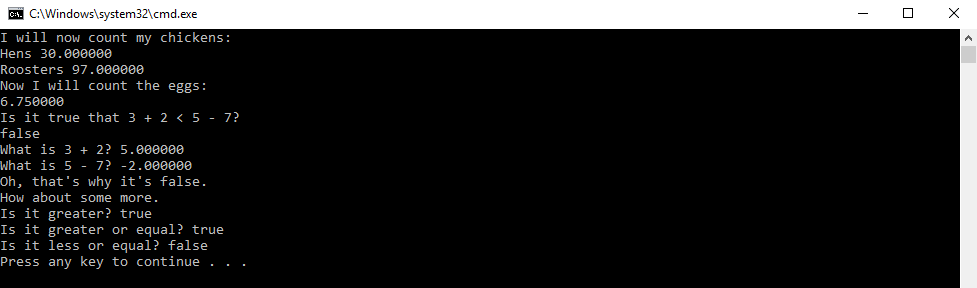 C:\Windows\system32\cmd.exe
I will now count my chickens:
Hens 30.000000
Roosters 97.000000
Now I will count the eggs:
6.750000
Is it true that 3 + 2 < 5 - 7?
false
What is 3 + 2? 5.000000
What is 5 - 7? -2.000000
Oh, that's why it's false.
How about some more.
Is it greater? true
Is it greater or equal? true
Is it less or equal? false
Press any key to continue . . .